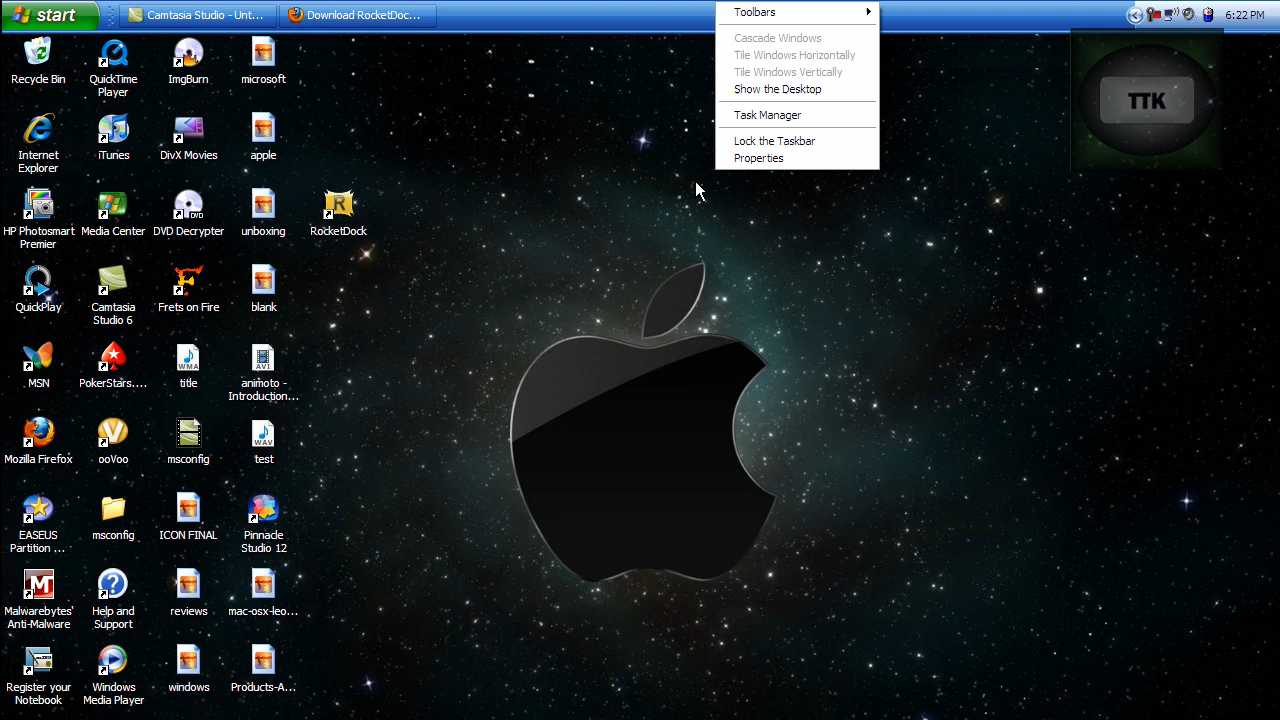 start
Camtasia Studio - Unt...
Download RocketDoc...
6:22 PM
Toolbars
Cascade Windows
Tile Windows Horizontally
Tile Windows Vertically
Show the Desktop
Task Manager
Lock the Taskbar
Properties
TTK
Recycle Bin
QuickTime
Player
ImgBurn
microsoft
Internet
Explorer
iTunes
DivX Movies
apple
HP Photosmart
Premier
Media Center
DVD
DVD Decrypter
unboxing
R
RocketDock
QuickPlay
Camtasia
Studio 6
Frets on Fire
blank
MSN
PokerStars....
WMA
title
AVI
animoto -
Introduction...
Mozilla Firefox
ooVoo
msconfig
WAV
test
EASEUS
Partition ...
msconfig
ICON FINAL
Pinnacle
Studio 12
Malwarebytes'
Anti-Malware
Help and
Support
reviews
mac-osx-leo...
Register your
Notebook
Windows
Media Player
windows
Products-A...